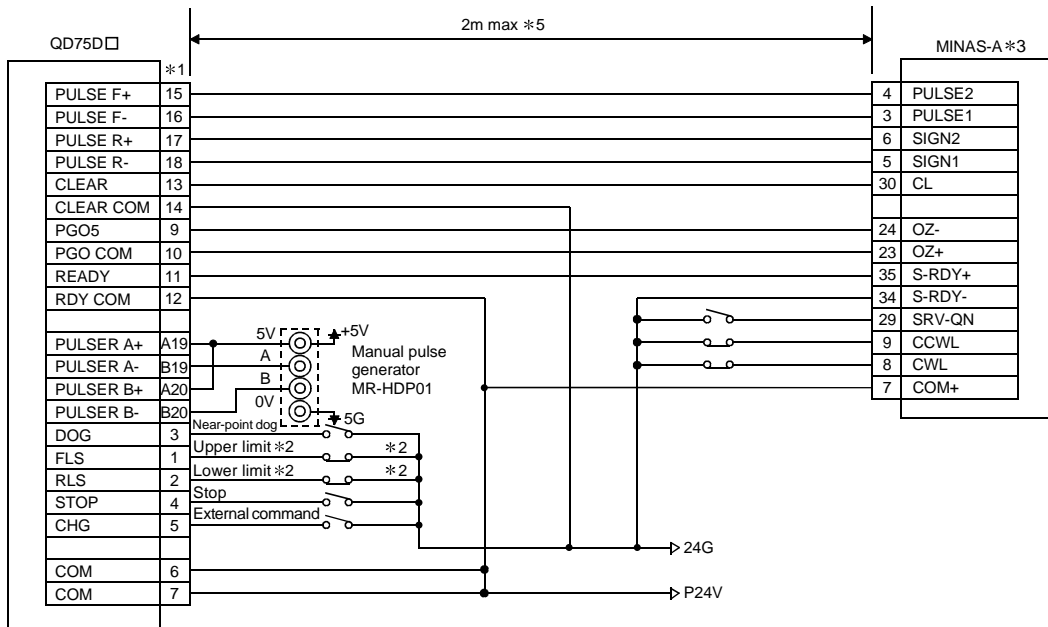 2m max *5
QD75D□
MINAS-A*3
*1
PULSE F+ 15
4 PULSE2
PULSE F- 16
3 PULSE1
PULSE R+ 17
6 SIGN2
PULSE R- 18
5 SIGN1
CLEAR 13
30 CL
CLEAR COM 14
PGO5 9
24 OZ-
PGO COM 10
23 OZ+
READY 11
35 S-RDY+
RDY COM 12
34 S-RDY-
29 SRV-QN
PULSER A+ A19
5V
+5V
9 CCWL
PULSER A- B19
A
8 CWL
PULSER B+ A20
B
7 COM+
PULSER B- B20
0V
5G
Manual pulse
generator
MR-HDP01
DOG 3
Near-point dog
FLS 1
Upper limit *2
*2
RLS 2
Lower limit *2
*2
STOP 4
Stop
CHG 5
External command
24G
COM 6
COM 7
P24V